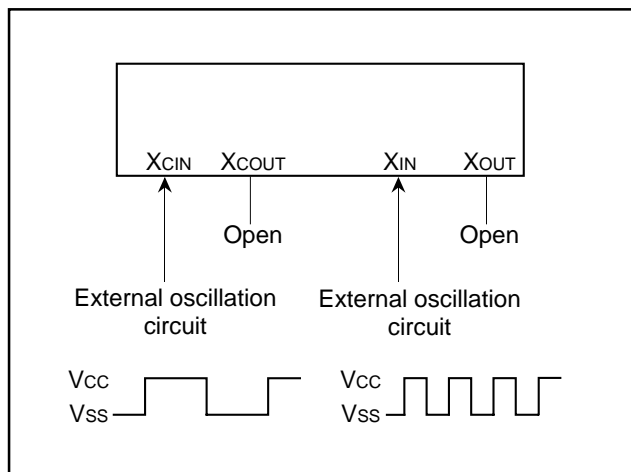 XCIN XCOUT XIN XOUT
Open Open
External oscillation External oscillation
circuit circuit
VCC VCC
VSS VSS